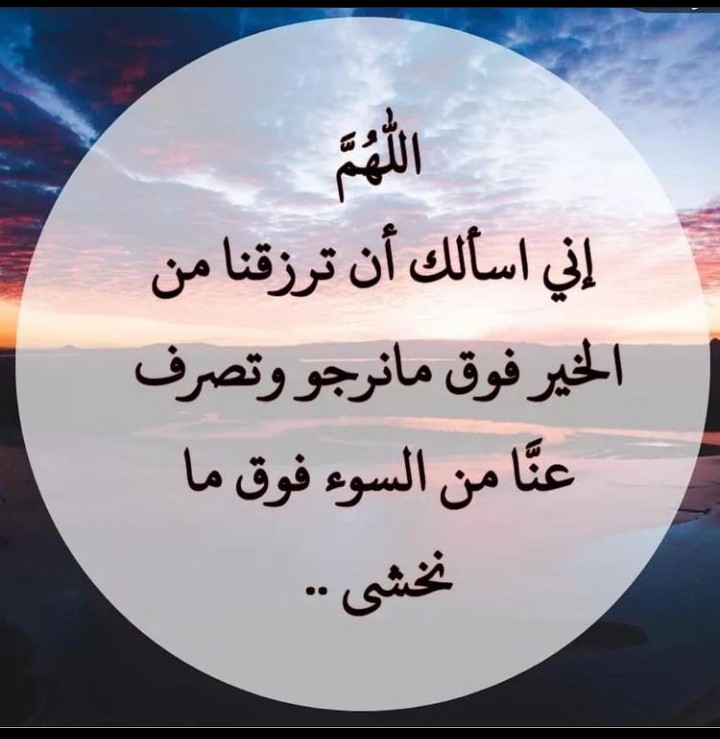 اللّٰهُمَّ
إني اسألك أن ترزقنا من
الخير فوق مانرجو وتصرف
عنَّا من السوء فوق ما
نخشى ..